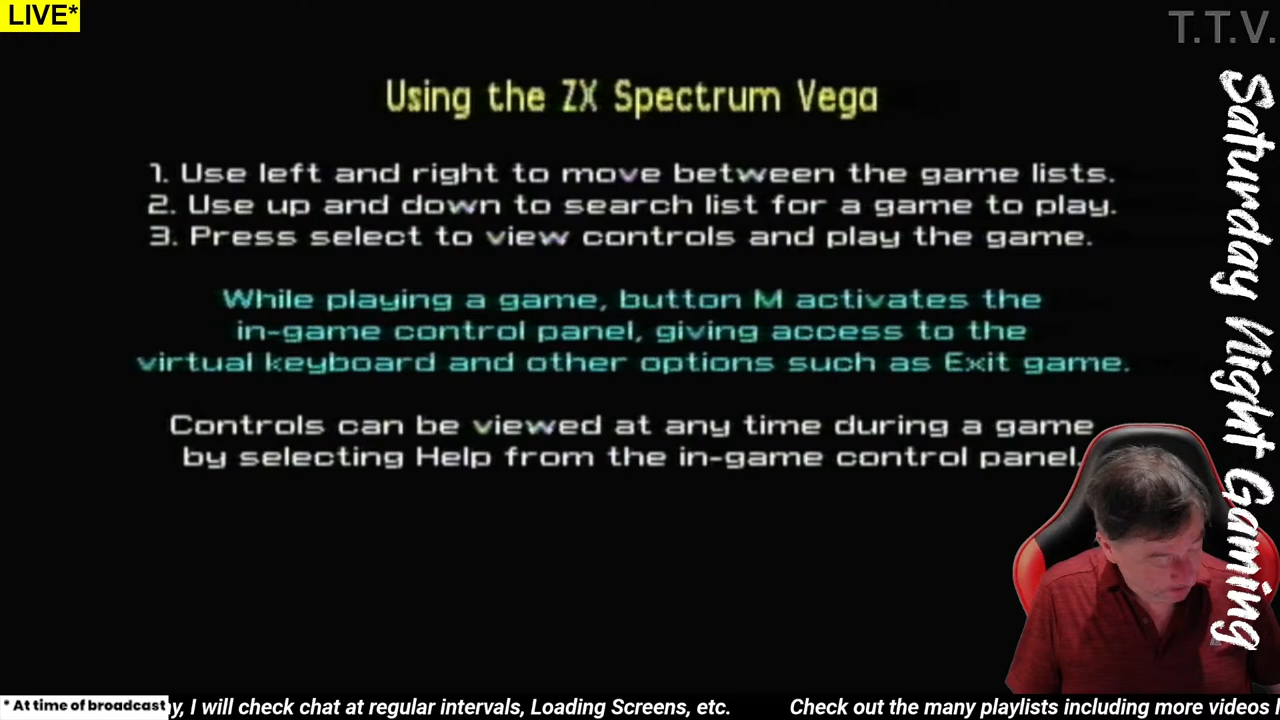 LIVE*
T.T.V.
Using the ZX Spectrum Vega
1. Use left and right to move between the game lists.
2. Use up and down to search list for a game to play.
3. Press select to view controls and play the game.
While playing a game, button M activates the
in-game control panel, giving access to the
virtual keyboard and other options such as Exit game.
Controls can be viewed at any time during a game
by selecting Help from the in-game control panel.
Saturday Night Gaming
* At time of broadcast
I will check chat at regular intervals, Loading Screens, etc. Check out the many playlists including more videos